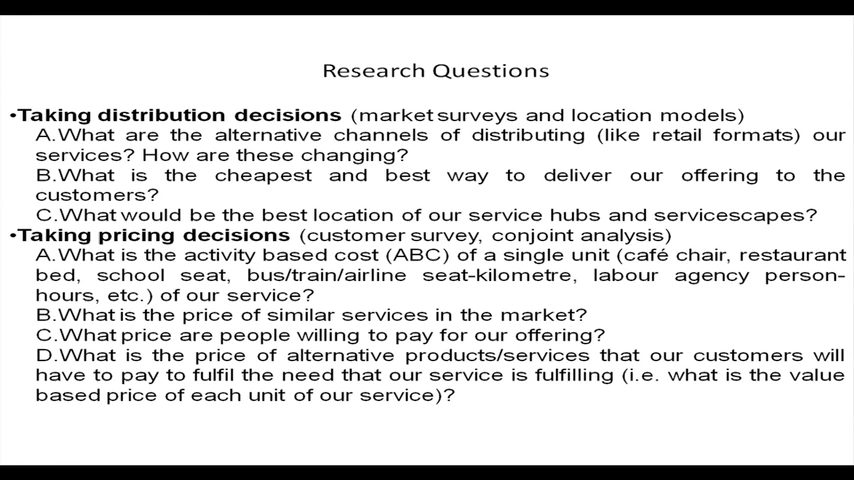 Research Questions
•Taking distribution decisions (market surveys and location models)
A.What are the alternative channels of distributing (like retail formats) our
services? How are these changing?
B.What is the cheapest and best way to deliver our offering to the
customers?
C.What would be the best location of our service hubs and servicescapes?
•Taking pricing decisions (customer survey, conjoint analysis)
A.What is the activity based cost (ABC) of a single unit (café chair, restaurant
bed, school seat, bus/train/airline seat-kilometre, labour agency person-
hours, etc.) of our service?
B.What is the price of similar services in the market?
C.What price are people willing to pay for our offering?
D.What is the price of alternative products/services that our customers will
have to pay to fulfil the need that our service is fulfilling (i.e. what is the value
based price of each unit of our service)?